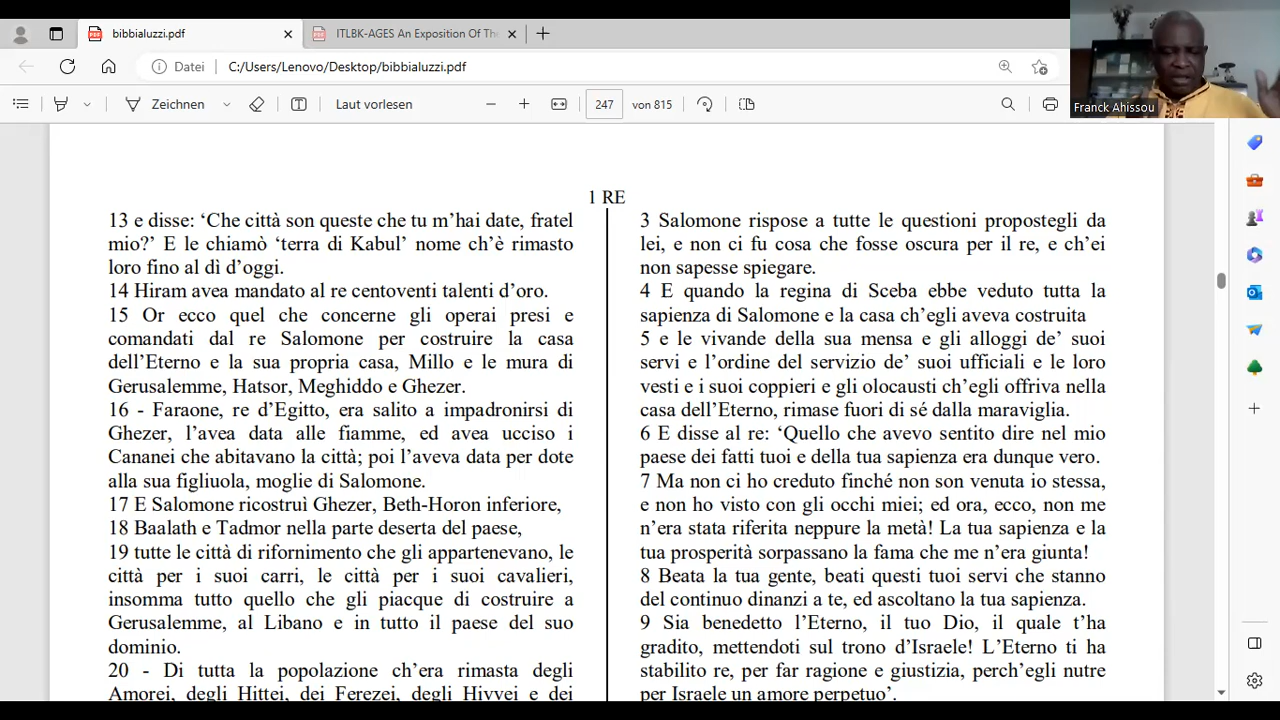 bibbialuzzi.pdf
ITLBK-AGES An Exposition Of The
Datei
C:/Users/Lenovo/Desktop/bibbialuzzi.pdf
Zeichnen
Laut vorlesen
247
von 815
Franck Ahissou
1 RE
13 e disse: ‘Che città son queste che tu m’hai date, fratel
mio?’ E le chiamò ‘terra di Kabul’ nome ch’è rimasto
loro fino al dì d’oggi.
14 Hiram avea mandato al re centoventi talenti d’oro.
15 Or ecco quel che concerne gli operai presi e
comandati dal re Salomone per costruire la casa
dell’Eterno e la sua propria casa, Millo e le mura di
Gerusalemme, Hatsor, Meghiddo e Ghezer.
16 - Faraone, re d’Egitto, era salito a impadronirsi di
Ghezer, l’avea data alle fiamme, ed avea ucciso i
Cananei che abitavano la città; poi l’aveva data per dote
alla sua figliuola, moglie di Salomone.
17 E Salomone ricostruì Ghezer, Beth-Horon inferiore,
18 Baalath e Tadmor nella parte deserta del paese,
19 tutte le città di rifornimento che gli appartenevano, le
città per i suoi carri, le città per i suoi cavalieri,
insomma tutto quello che gli piacque di costruire a
Gerusalemme, al Libano e in tutto il paese del suo
dominio.
20 - Di tutta la popolazione ch’era rimasta degli
Amorei, degli Hittei, dei Ferezei, degli Hivvei e dei
3 Salomone rispose a tutte le questioni propostegli da
lei, e non ci fu cosa che fosse oscura per il re, e ch’ei
non sapesse spiegare.
4 E quando la regina di Sceba ebbe veduto tutta la
sapienza di Salomone e la casa ch’egli aveva costruita
5 e le vivande della sua mensa e gli alloggi de’ suoi
servi e l’ordine del servizio de’ suoi ufficiali e le loro
vesti e i suoi coppieri e gli olocausti ch’egli offriva nella
casa dell’Eterno, rimase fuori di sé dalla maraviglia.
6 E disse al re: ‘Quello che avevo sentito dire nel mio
paese dei fatti tuoi e della tua sapienza era dunque vero.
7 Ma non ci ho creduto finché non son venuta io stessa,
e non ho visto con gli occhi miei; ed ora, ecco, non me
n’era stata riferita neppure la metà! La tua sapienza e la
tua prosperità sorpassano la fama che me n’era giunta!
8 Beata la tua gente, beati questi tuoi servi che stanno
del continuo dinanzi a te, ed ascoltano la tua sapienza.
9 Sia benedetto l’Eterno, il tuo Dio, il quale t’ha
gradito, mettendoti sul trono d’Israele! L’Eterno ti ha
stabilito re, per far ragione e giustizia, perch’egli nutre
per Israele un amore perpetuo’.